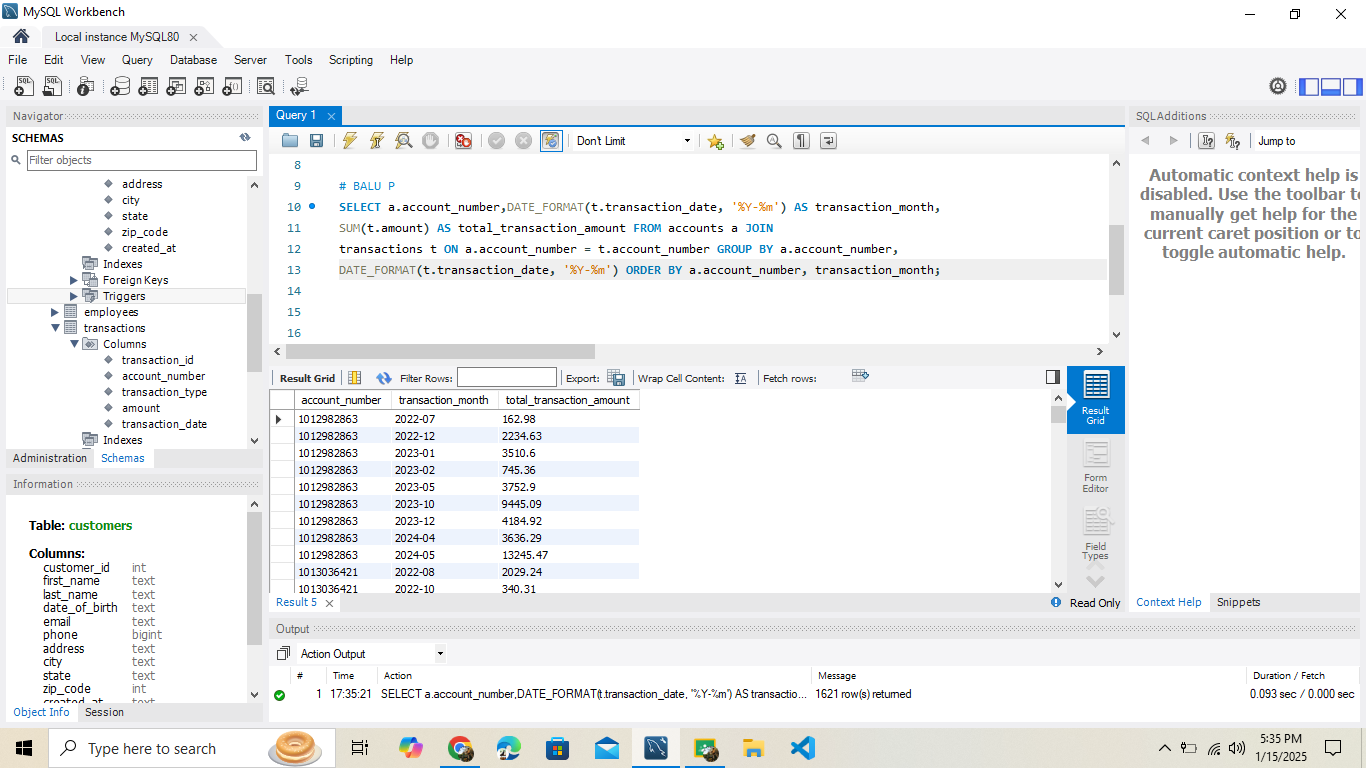 MySQL Workbench
Local instance MySQL80
File Edit View Query Database Server Tools Scripting Help
Navigator
SCHEMAS
Filter objects
address
city
state
zip_code
created_at
Indexes
Foreign Keys
Triggers
employees
transactions
Columns
transaction_id
account_number
transaction_type
amount
transaction_date
Indexes
Administration Schemas
Information
Table: customers
Columns:
customer_id int
first_name text
last_name text
date_of_birth text
email text
phone bigint
address text
city text
state text
zip_code int
created_at text
Object Info Session
Query 1
Don't Limit
8
9 # BALU P
10 SELECT a.account_number,DATE_FORMAT(t.transaction_date, '%Y-%m') AS transaction_month,
11 SUM(t.amount) AS total_transaction_amount FROM accounts a JOIN
12 transactions t ON a.account_number = t.account_number GROUP BY a.account_number,
13 DATE_FORMAT(t.transaction_date, '%Y-%m') ORDER BY a.account_number, transaction_month;
14
15
16
Result Grid Filter Rows: Export: Wrap Cell Content: Fetch rows:
account_number transaction_month total_transaction_amount
1012982863 2022-07 162.98
1012982863 2022-12 2234.63
1012982863 2023-01 3510.6
1012982863 2023-02 745.36
1012982863 2023-05 3752.9
1012982863 2023-10 9445.09
1012982863 2023-12 4184.92
1012982863 2024-04 3636.29
1012982863 2024-05 13245.47
1013036421 2022-08 2029.24
1013036421 2022-10 340.31
Result Grid
Form Editor
Field Types
Result 5
Read Only
SQLAdditions
Jump to
Automatic context help is
disabled. Use the toolbar to
manually get help for the
current caret position or to
toggle automatic help.
Context Help Snippets
Output
Action Output
# Time Action Message Duration / Fetch
1 17:35:21 SELECT a.account_number,DATE_FORMAT(t.transaction_date, '%Y-%m') AS transactio... 1621 row(s) returned 0.093 sec / 0.000 sec
Type here to search
5:35 PM
1/15/2025